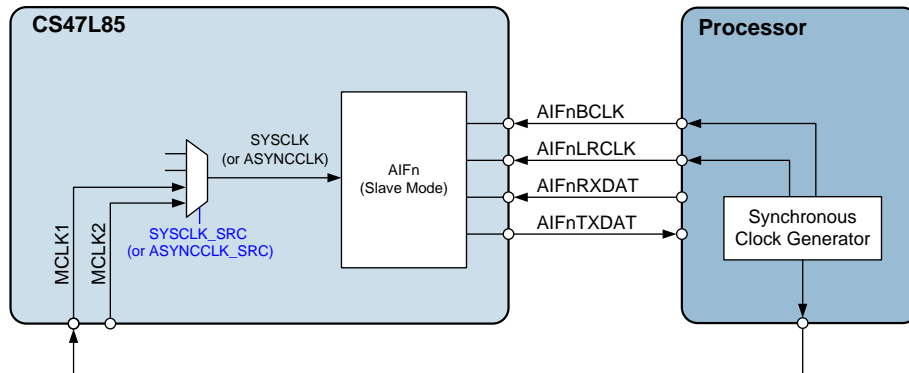 CS47L85
Processor
AIFnBCLK
SYSCLK
(or ASYNCCLK)
AIFnLRCLK
AIFn
(Slave Mode)
AIFnRXDAT
AIFnTXDAT
Synchronous
Clock Generator
SYSCLK_SRC
(or ASYNCCLK_SRC)
MCLK1
MCLK2